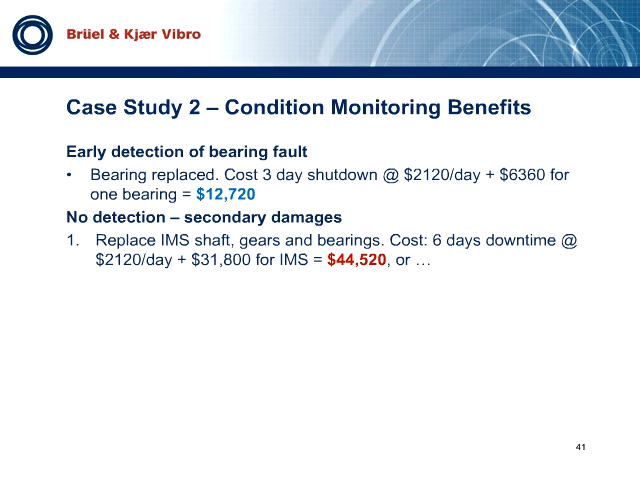 Brüel & Kjær Vibro
Case Study 2 – Condition Monitoring Benefits
Early detection of bearing fault
• Bearing replaced. Cost 3 day shutdown @ $2120/day + $6360 for
one bearing = $12,720
No detection – secondary damages
1. Replace IMS shaft, gears and bearings. Cost: 6 days downtime @
$2120/day + $31,800 for IMS = $44,520, or …
41